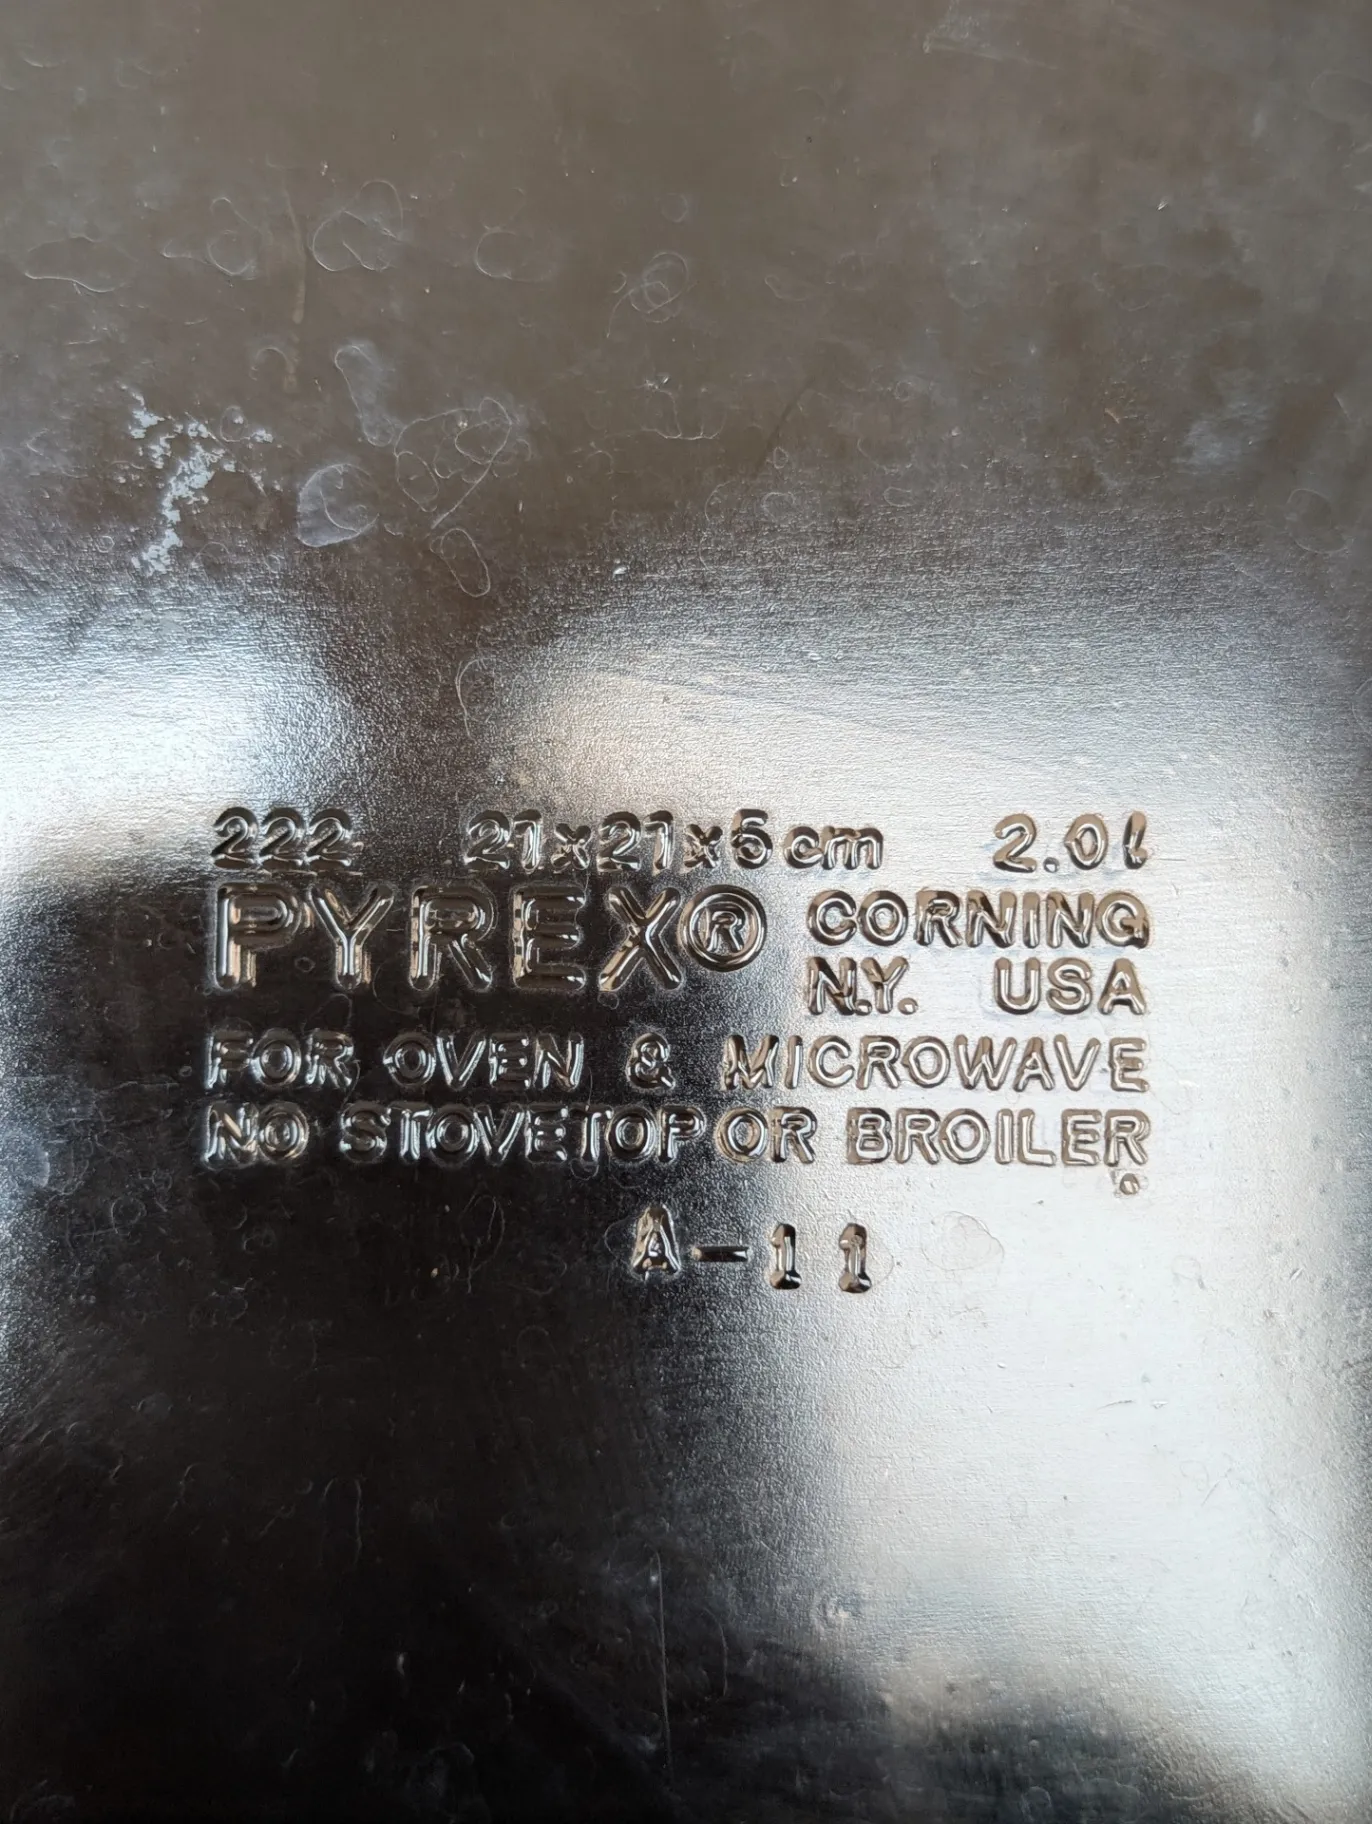 222 21x21x5cm 2.0l
PYREX® CORNING
N.Y. USA
FOR OVEN & MICROWAVE
NO STOVETOP OR BROILER
A-11